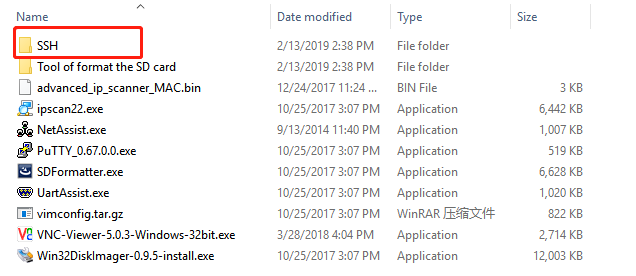 Name Date modified Type Size
SSH 2/13/2019 2:38 PM File folder
Tool of format the SD card 2/13/2019 2:38 PM File folder
advanced_ip_scanner_MAC.bin 12/24/2017 11:24 ... BIN File 3 KB
ipscan22.exe 10/25/2017 3:07 PM Application 6,442 KB
NetAssist.exe 9/13/2014 11:40 PM Application 1,007 KB
PuTTY_0.67.0.0.exe 10/25/2017 3:07 PM Application 519 KB
SDFormatter.exe 10/25/2017 3:07 PM Application 6,628 KB
UartAssist.exe 10/25/2017 3:07 PM Application 1,020 KB
vimconfig.tar.gz 10/25/2017 3:07 PM WinRAR 压缩文件 822 KB
VNC-Viewer-5.0.3-Windows-32bit.exe 3/28/2018 4:04 PM Application 2,714 KB
Win32DiskImager-0.9.5-install.exe 10/25/2017 3:07 PM Application 12,003 KB